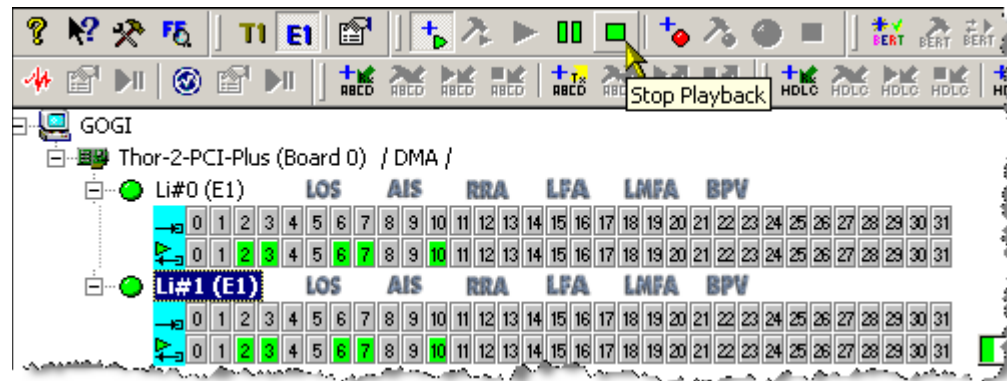 ? ? FQ T1 E1 BERT BERT BERT
ABCD ABCD ABCD ABCD Tx ABCD HDLC HDLC HDLC HDLC
Stop Playback
GOGI
Thor-2-PCI-Plus (Board 0) / DMA /
Li#0 (E1) LOS AIS RRA LFA LMFA BPV
0 1 2 3 4 5 6 7 8 9 10 11 12 13 14 15 16 17 18 19 20 21 22 23 24 25 26 27 28 29 30 31
0 1 2 3 4 5 6 7 8 9 10 11 12 13 14 15 16 17 18 19 20 21 22 23 24 25 26 27 28 29 30 31
Li#1 (E1) LOS AIS RRA LFA LMFA BPV
0 1 2 3 4 5 6 7 8 9 10 11 12 13 14 15 16 17 18 19 20 21 22 23 24 25 26 27 28 29 30 31
0 1 2 3 4 5 6 7 8 9 10 11 12 13 14 15 16 17 18 19 20 21 22 23 24 25 26 27 28 29 30 31